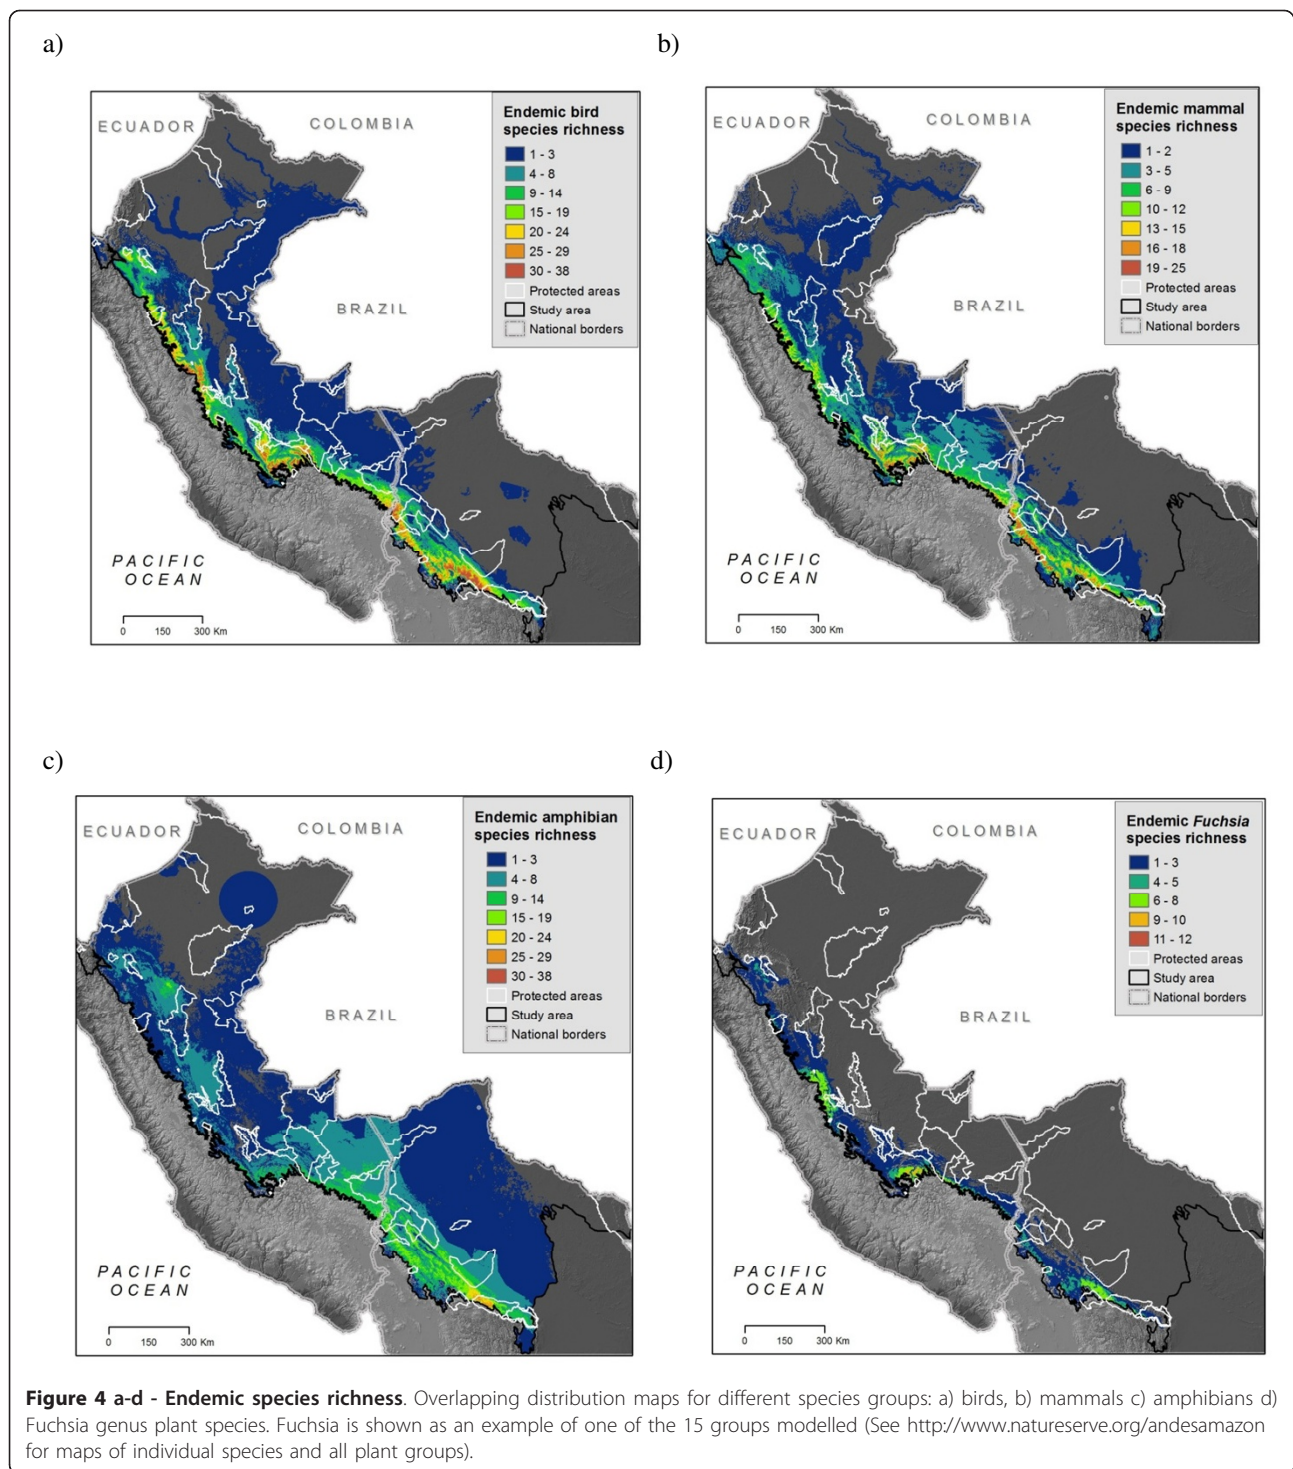 a)
ECUADOR
COLOMBIA
BRAZIL
PACIFIC
OCEAN
0 150 300 Km
Endemic bird
species richness
1 - 3
4 - 8
9 - 14
15 - 19
20 - 24
25 - 29
30 - 38
Protected areas
Study area
National borders
b)
ECUADOR
COLOMBIA
BRAZIL
PACIFIC
OCEAN
0 150 300 Km
Endemic mammal
species richness
1 - 2
3 - 5
6 - 9
10 - 12
13 - 15
16 - 18
19 - 25
Protected areas
Study area
National borders
c)
ECUADOR
COLOMBIA
BRAZIL
PACIFIC
OCEAN
0 150 300 Km
Endemic amphibian
species richness
1 - 3
4 - 8
9 - 14
15 - 19
20 - 24
25 - 29
30 - 38
Protected areas
Study area
National borders
d)
ECUADOR
COLOMBIA
BRAZIL
PACIFIC
OCEAN
0 150 300 Km
Endemic Fuchsia
species richness
1 - 3
4 - 5
6 - 8
9 - 10
11 - 12
Protected areas
Study area
National borders
Figure 4 a-d - Endemic species richness. Overlapping distribution maps for different species groups: a) birds, b) mammals c) amphibians d)
Fuchsia genus plant species. Fuchsia is shown as an example of one of the 15 groups modelled (See http://www.natureserve.org/andesamazon
for maps of individual species and all plant groups).